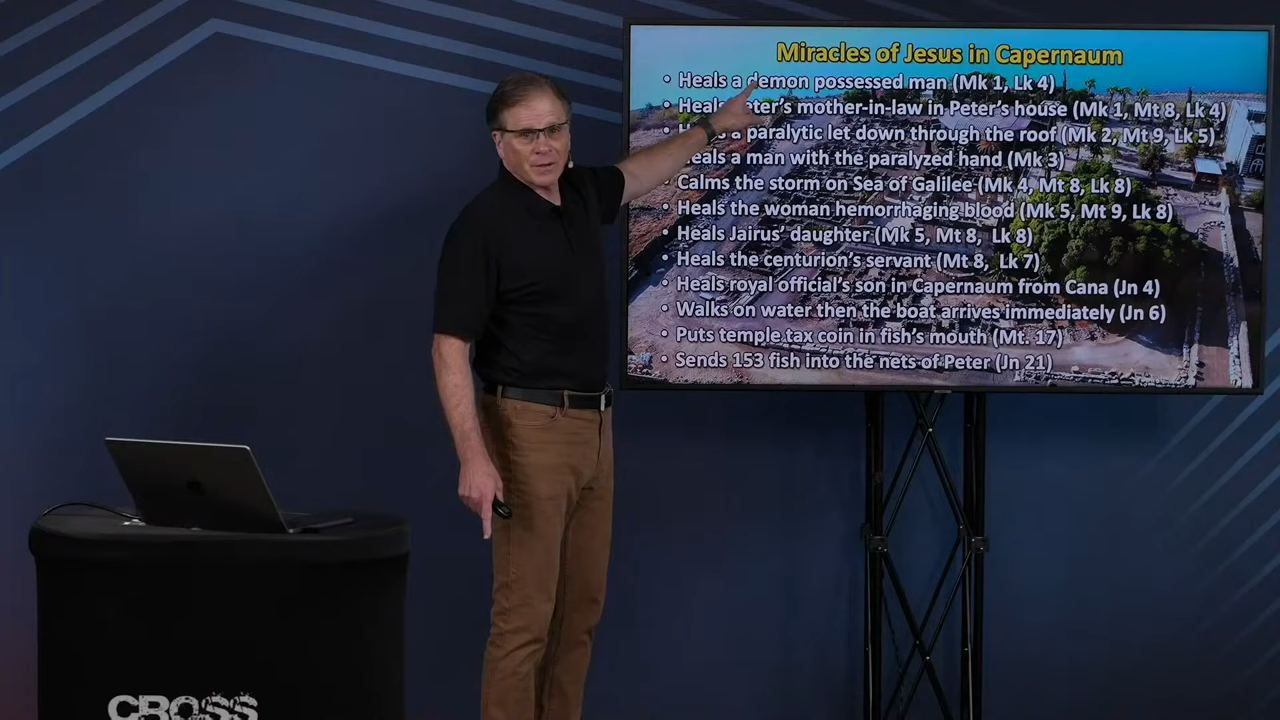 Miracles of Jesus in Capernaum
• Heals a demon possessed man (Mk 1, Lk 4)
• Heals eter's mother-in-law in Peter's house (Mk 1, Mt 8, Lk 4)
• a paralytic let down through the roof (Mk 2, Mt 9, Lk 5)
eals a man with the paralyzed hand (Mk 3)
Calms the storm on Sea of Galilee (Mk 4, Mt 8, Lk 8)
• Heals the woman hemorrhaging blood (Mk 5, Mt 9, Lk 8)
• Heals Jairus' daughter (Mk 5, Mt 8, Lk 8)
• Heals the centurion's servant (Mt 8, Lk 7)
• Heals royal official's son in Capernaum from Cana (Jn 4)
• Walks on water then the boat arrives immediately (Jn 6)
• Puts temple tax coin in fish's mouth (Mt. 17)
• Sends 153 fish into the nets of Peter (Jn 21)
CROSS